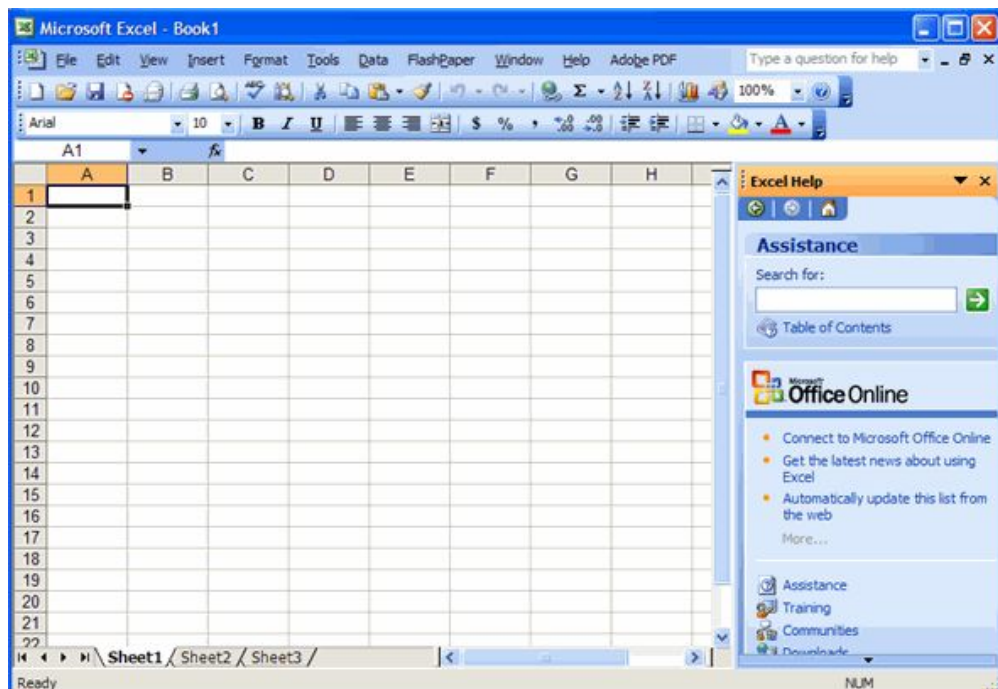 Microsoft Excel - Book1
File Edit View Insert Format Tools Data FlashPaper Window Help Adobe PDF Type a question for help
100%
Arial 10 B I U $ % ,
A1 fx
A B C D E F G H
Excel Help
1
2
3
4
5
6
7
8
9
10
11
12
13
14
15
16
17
18
19
20
21
22
Assistance
Search for:
Table of Contents
Microsoft
Office Online
Connect to Microsoft Office Online
Get the latest news about using
Excel
Automatically update this list from
the web
More...
Assistance
Training
Communities
Downloads
Sheet1 / Sheet2 / Sheet3 /
Ready NUM